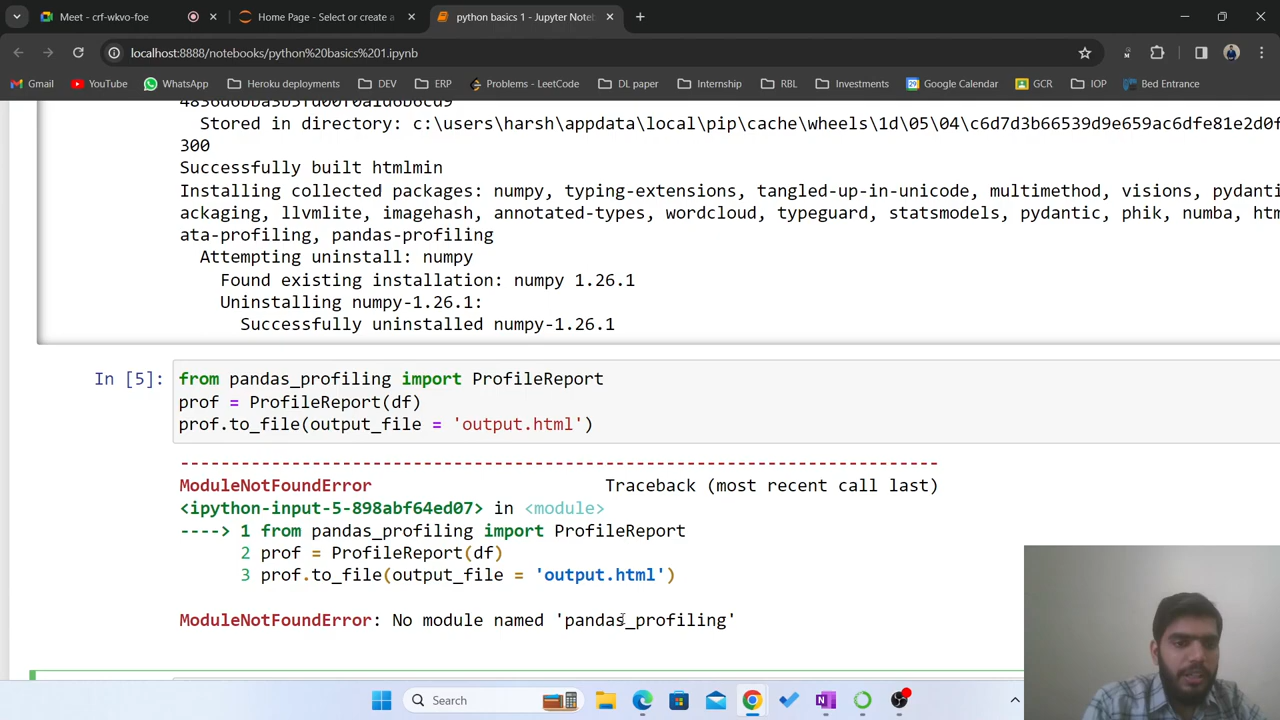 Meet - crf-wkvo-foe
Home Page - Select or create a
python basics 1 - Jupyter Note
localhost:8888/notebooks/python%20basics%201.ipynb
Gmail YouTube WhatsApp Heroku deployments DEV ERP Problems - LeetCode DL paper Internship RBL Investments Google Calendar GCR IOP Bed Entrance
Stored in directory: c:\users\harsh\appdata\local\pip\cache\wheels\1d\05\04\c6d7d3b66539d9e659ac6dfe81e2d0f
300
Successfully built htmlmin
Installing collected packages: numpy, typing-extensions, tangled-up-in-unicode, multimethod, visions, pydantic
ackaging, llvmlite, imagehash, annotated-types, wordcloud, typeguard, statsmodels, pydantic, phik, numba, htm
ata-profiling, pandas-profiling
Attempting uninstall: numpy
Found existing installation: numpy 1.26.1
Uninstalling numpy-1.26.1:
Successfully uninstalled numpy-1.26.1
In [5]: from pandas_profiling import ProfileReport
prof = ProfileReport(df)
prof.to_file(output_file = 'output.html')
---------------------------------------------------------------------------
ModuleNotFoundError Traceback (most recent call last)
<ipython-input-5-898abf64ed07> in <module>
----> 1 from pandas_profiling import ProfileReport
2 prof = ProfileReport(df)
3 prof.to_file(output_file = 'output.html')
ModuleNotFoundError: No module named 'pandas_profiling'
Search